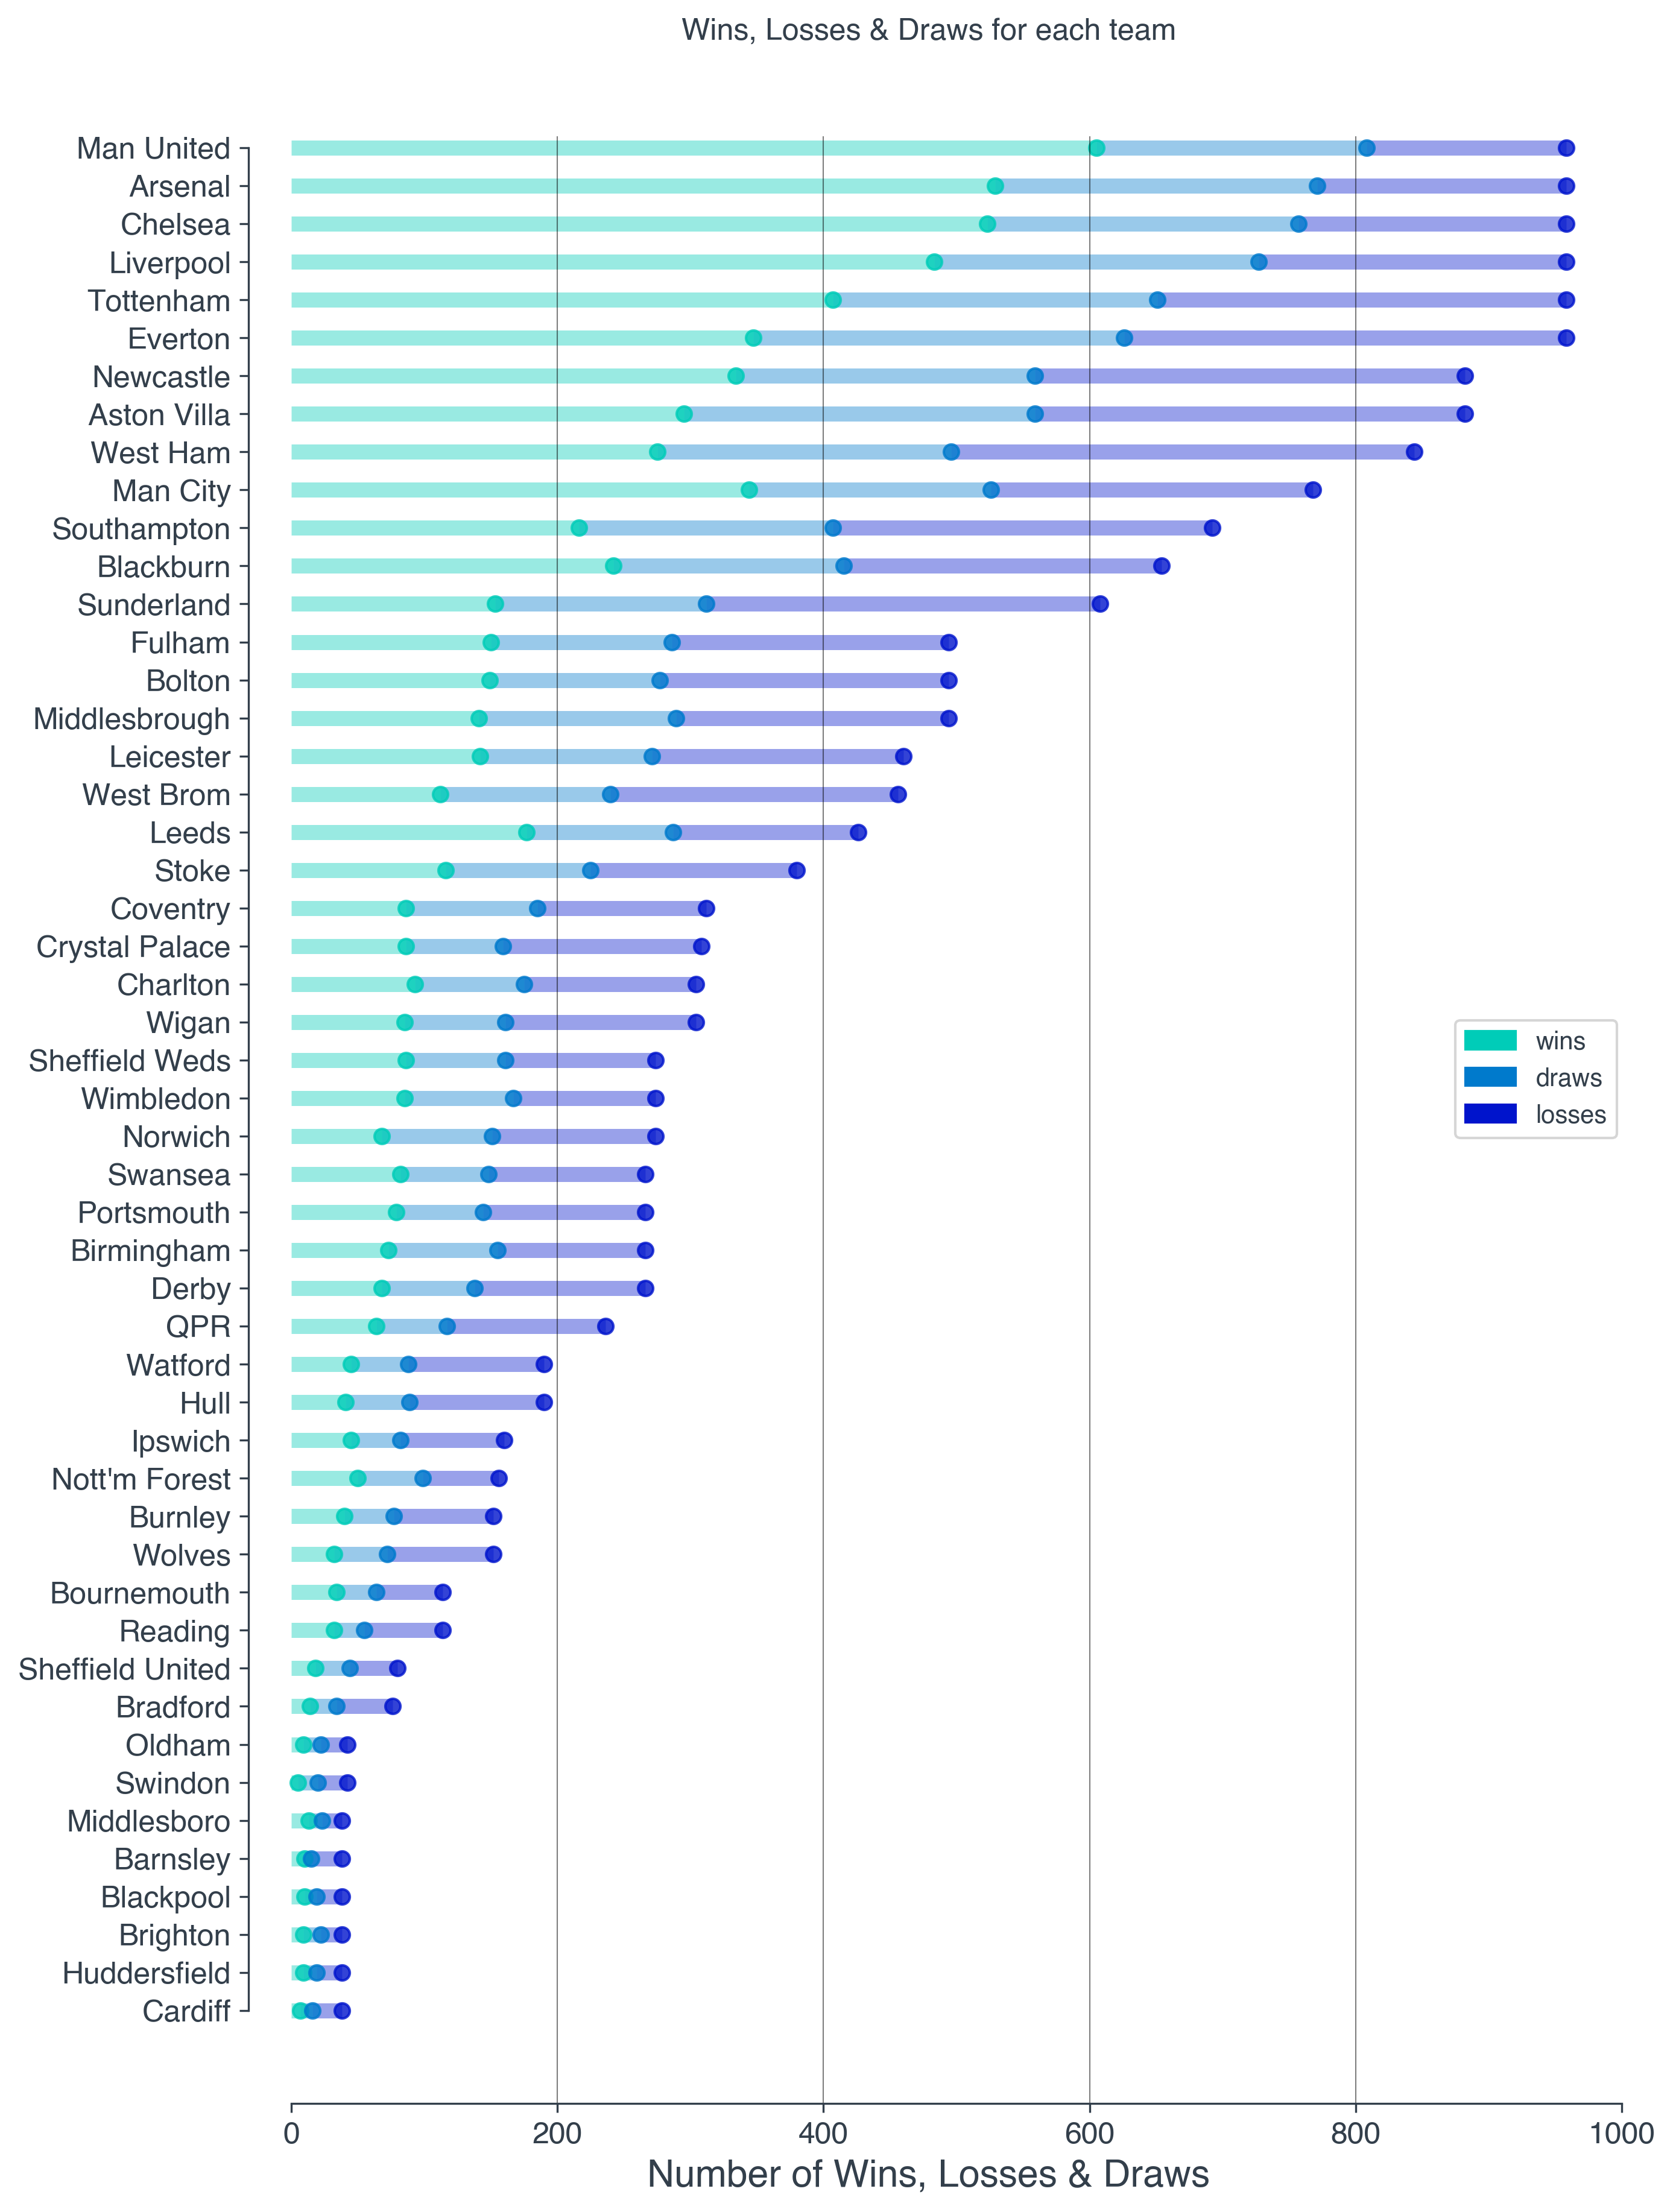 Wins, Losses & Draws for each team
Man United
Arsenal
Chelsea
Liverpool
Tottenham
Everton
Newcastle
Aston Villa
West Ham
Man City
Southampton
Blackburn
Sunderland
Fulham
Bolton
Middlesbrough
Leicester
West Brom
Leeds
Stoke
Coventry
Crystal Palace
Charlton
Wigan
Sheffield Weds
Wimbledon
Norwich
Swansea
Portsmouth
Birmingham
Derby
QPR
Watford
Hull
Ipswich
Nott'm Forest
Burnley
Wolves
Bournemouth
Reading
Sheffield United
Bradford
Oldham
Swindon
Middlesboro
Barnsley
Blackpool
Brighton
Huddersfield
Cardiff
wins
draws
losses
0 200 400 600 800 1000
Number of Wins, Losses & Draws